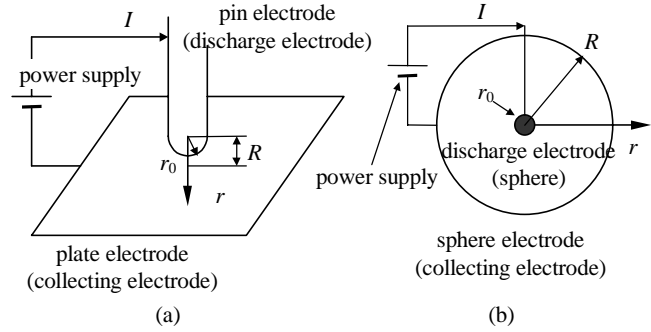 I
pin electrode
(discharge electrode)
power supply
r0
R
r
plate electrode
(collecting electrode)
(a)
I
R
r0
discharge electrode
(sphere)
r
power supply
sphere electrode
(collecting electrode)
(b)